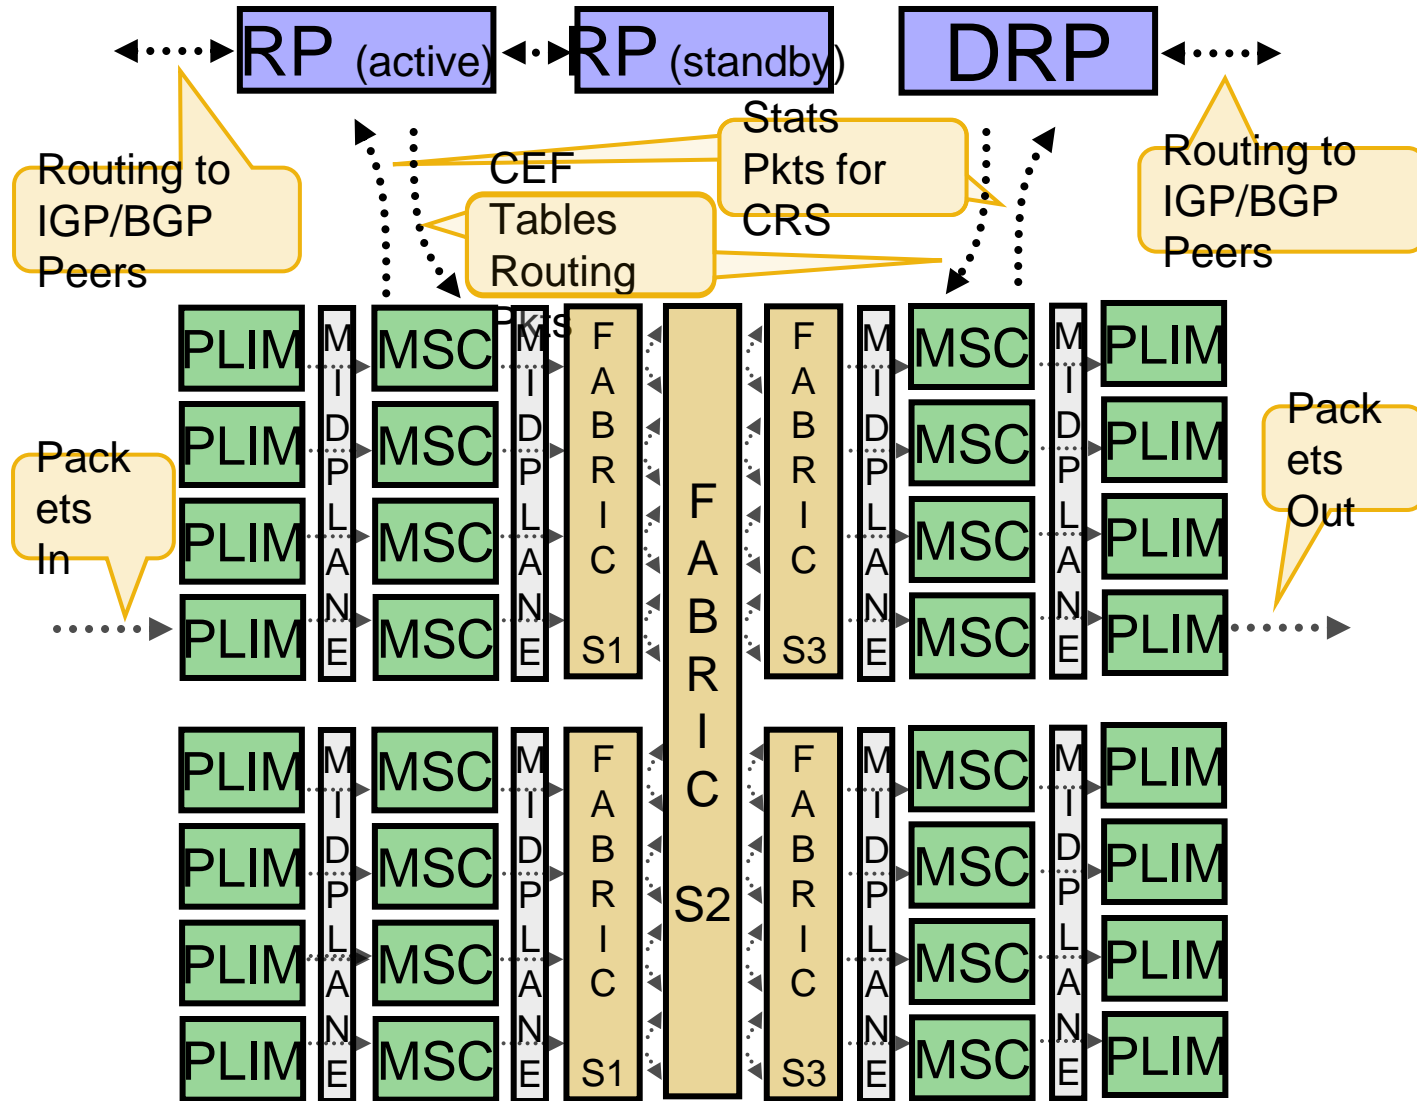 RP (active)
RP (standby)
DRP
Routing to
IGP/BGP
Peers
CEF
Tables
Routing
Pkts
Stats
Pkts for
CRS
Routing to
IGP/BGP
Peers
PLIM
MIDPLANE
MSC
MIDPLANE
FABRIC
S1
FABRIC
S2
FABRIC
S3
MIDPLANE
MSC
MIDPLANE
PLIM
PLIM
MSC
MSC
PLIM
Pack
ets
In
Pack
ets
Out
PLIM
MSC
MSC
PLIM
PLIM
MSC
MSC
PLIM
PLIM
MIDPLANE
MSC
MIDPLANE
FABRIC
S1
FABRIC
S3
MIDPLANE
MSC
MIDPLANE
PLIM
PLIM
MSC
MSC
PLIM
PLIM
MSC
MSC
PLIM
PLIM
MSC
MSC
PLIM